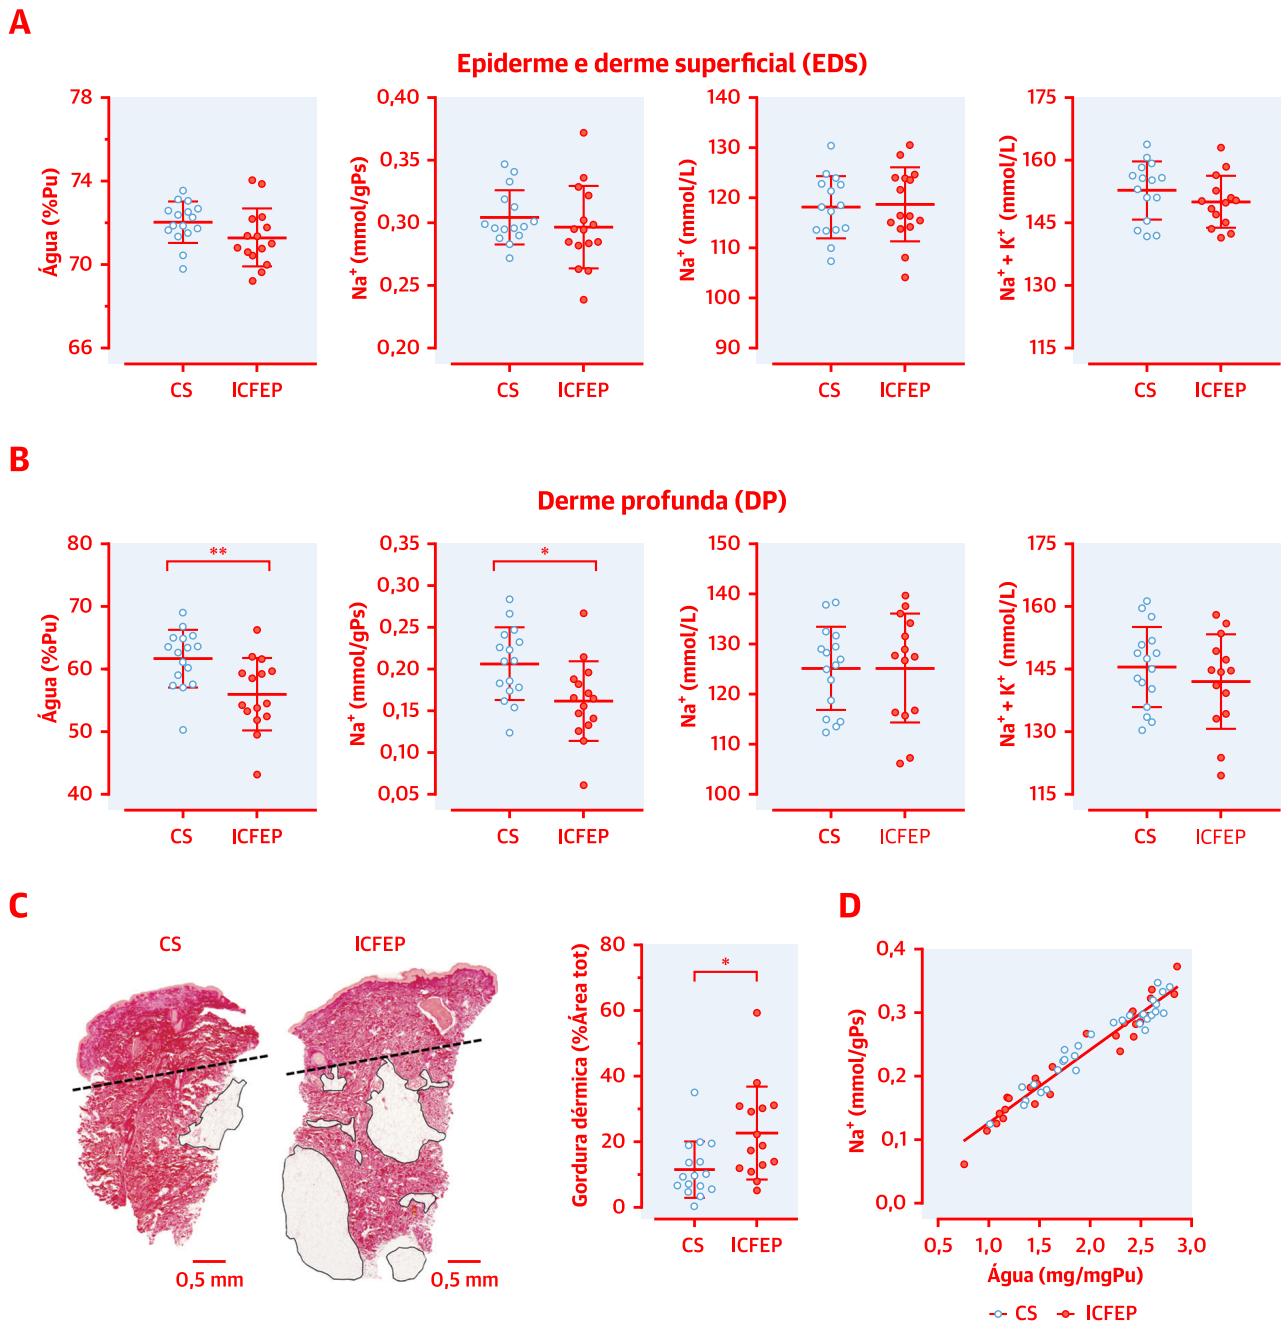 A
Epiderme e derme superficial (EDS)
Água (%Pu)
78
74
70
66
CS ICFEP
Na⁺ (mmol/gPs)
0,40
0,35
0,30
0,25
0,20
CS ICFEP
Na⁺ (mmol/L)
140
130
120
110
100
90
CS ICFEP
Na⁺ + K⁺ (mmol/L)
175
160
145
130
115
CS ICFEP
B
Derme profunda (DP)
Água (%Pu)
80
70
60
50
40
**
CS ICFEP
Na⁺ (mmol/gPs)
0,35
0,30
0,25
0,20
0,15
0,10
0,05
*
CS ICFEP
Na⁺ (mmol/L)
150
140
130
120
110
100
CS ICFEP
Na⁺ + K⁺ (mmol/L)
175
160
145
130
115
CS ICFEP
C
CS
ICFEP
0,5 mm
0,5 mm
Gordura dérmica (%Área tot)
80
60
40
20
0
*
CS ICFEP
D
Na⁺ (mmol/gPs)
0,4
0,3
0,2
0,1
0,0
0,5 1,0 1,5 2,0 2,5 3,0
Água (mg/mgPu)
CS ICFEP